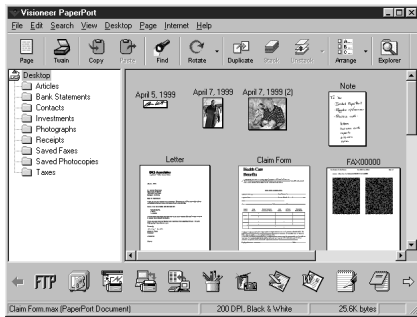 Visioneer PaperPort
File Edit Search View Desktop Page Internet Help
Page Twain Copy Paste Find Rotate Duplicate Stack Unstack Arrange Explorer
Desktop
Articles
Bank Statements
Contacts
Investments
Photographs
Receipts
Saved Faxes
Saved Photocopies
Taxes
April 5, 1999 April 7, 1999 April 7, 1999 [2] Note
Letter Claim Form FAX00000
Health Care
Benefits
FTP
Claim Form.max (PaperPort Document) 200 DPI, Black & White 25.6K bytes